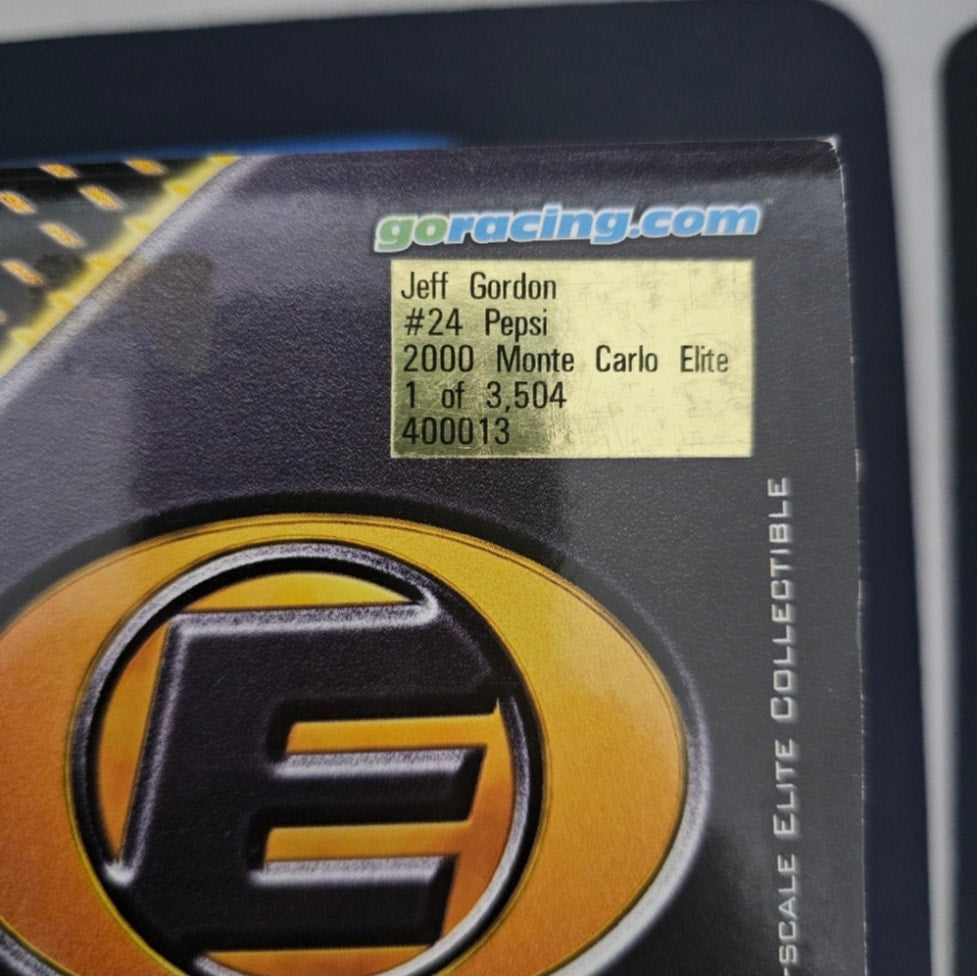 goracing.com
Jeff Gordon
#24 Pepsi
2000 Monte Carlo Elite
1 of 3,504
400013
E
SCALE ELITE COLLECTIBLE